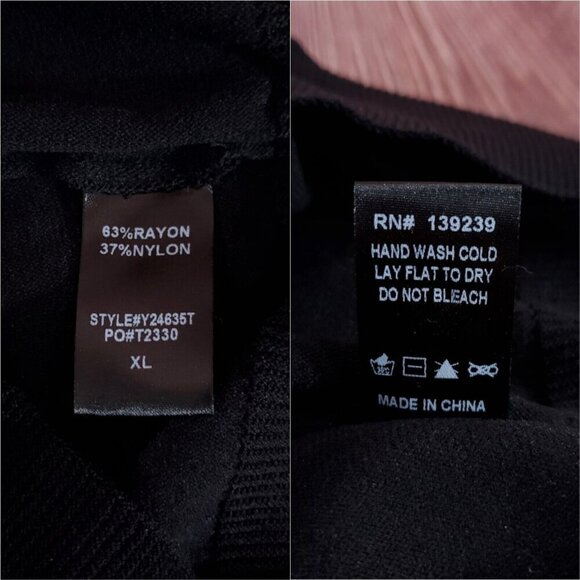 63%RAYON
37%NYLON
STYLE#Y24635T
PO#T2330
XL
RN# 139239
HAND WASH COLD
LAY FLAT TO DRY
DO NOT BLEACH
MADE IN CHINA